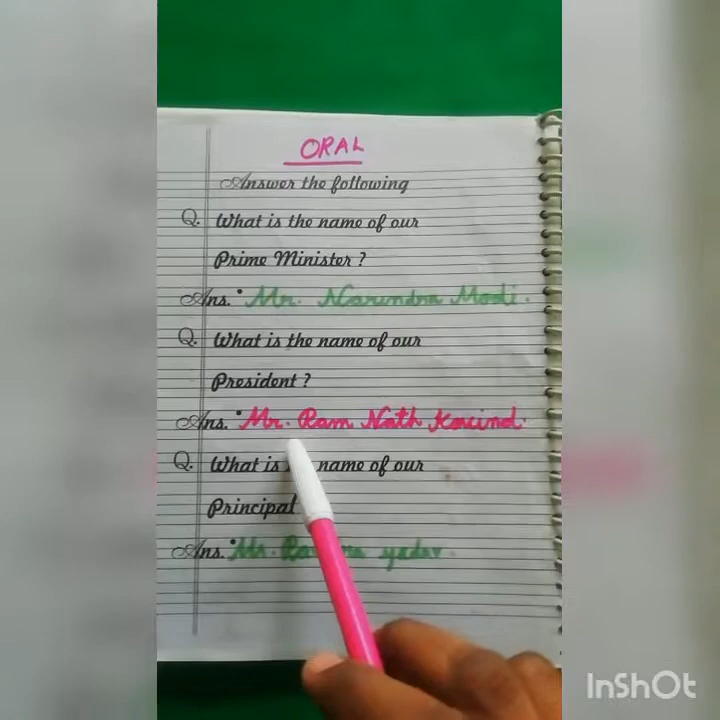 ORAL
Answer the following
Q. What is the name of our
Prime Minister ?
Ans. Mr. Narendra Modi.
Q. What is the name of our
President ?
Ans. Mr. Ram Nath Kovind.
Q. What is name of our
Principal
Ans. yadav.
InShOt